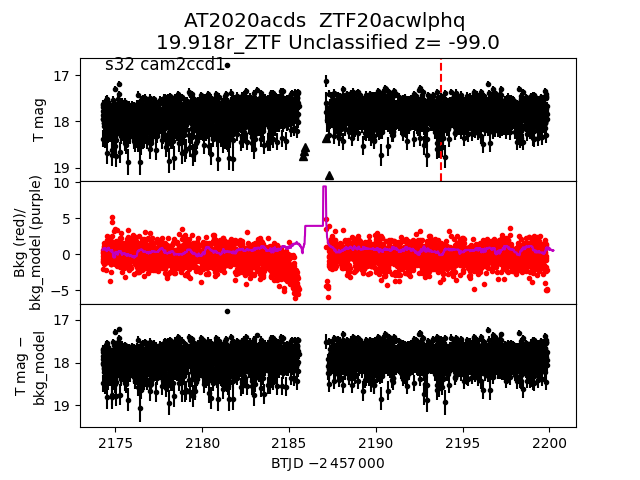 AT2020acds  ZTF20acwlphq
19.918r_ZTF Unclassified z= -99.0
s32 cam2ccd1
17
18
19
T mag
10
5
0
−5
Bkg (red)/
bkg_model (purple)
17
18
19
T mag −
bkg_model
2175 2180 2185 2190 2195 2200
BTJD −2 457 000